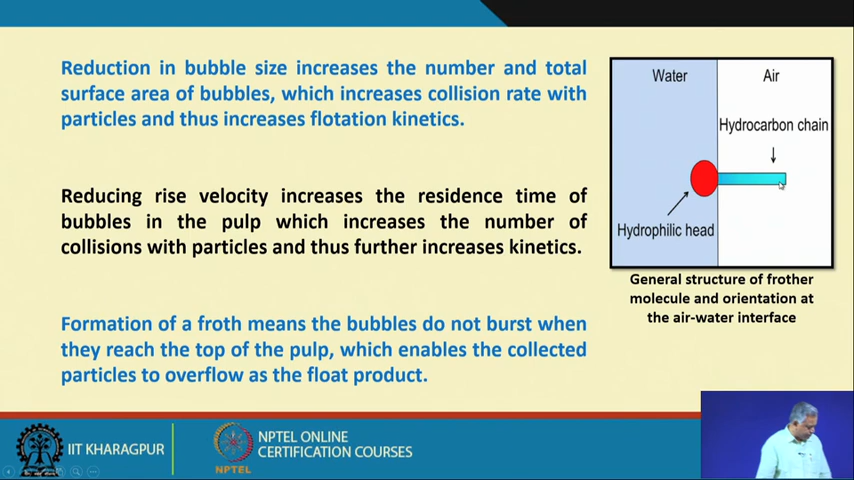 Reduction in bubble size increases the number and total
surface area of bubbles, which increases collision rate with
particles and thus increases flotation kinetics.
Reducing rise velocity increases the residence time of
bubbles in the pulp which increases the number of
collisions with particles and thus further increases kinetics.
Formation of a froth means the bubbles do not burst when
they reach the top of the pulp, which enables the collected
particles to overflow as the float product.
Water
Air
Hydrocarbon chain
Hydrophilic head
General structure of frother
molecule and orientation at
the air-water interface
IIT KHARAGPUR
NPTEL
NPTEL ONLINE
CERTIFICATION COURSES